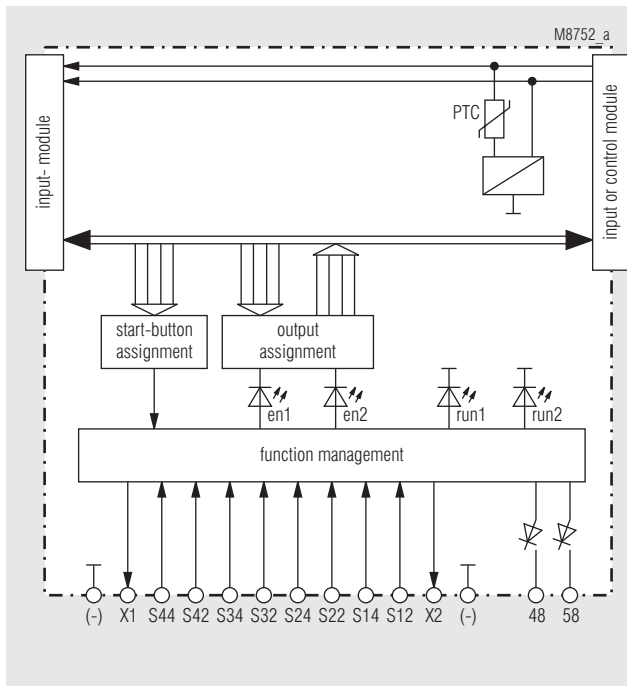 M8752_a
input- module
PTC
input or control module
start-button
assignment
output
assignment
en1
en2
run1
run2
function management
(-) X1 S44 S42 S34 S32 S24 S22 S14 S12 X2 (-) 48 58